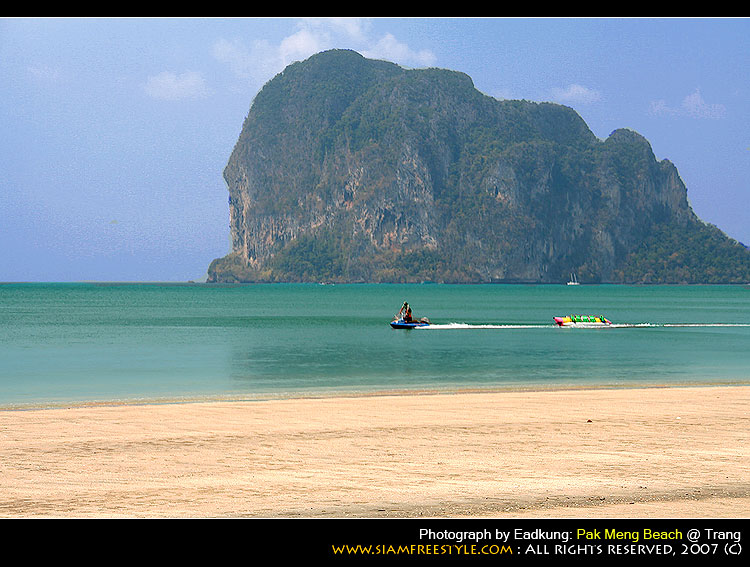 Photograph by Eadkung: Pak Meng Beach @ Trang
www.siamfreestyle.com : All rights reserved, 2007 (C)